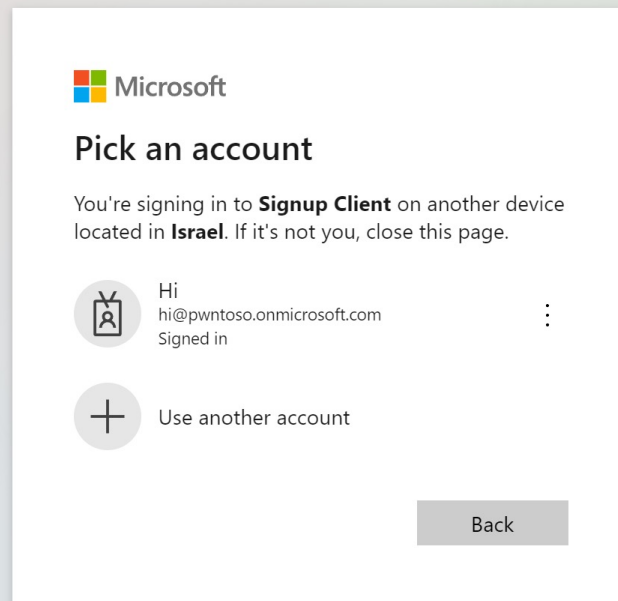 Microsoft
Pick an account
You're signing in to Signup Client on another device
located in Israel. If it's not you, close this page.
Hi
hi@pwntoso.onmicrosoft.com
Signed in
Use another account
Back